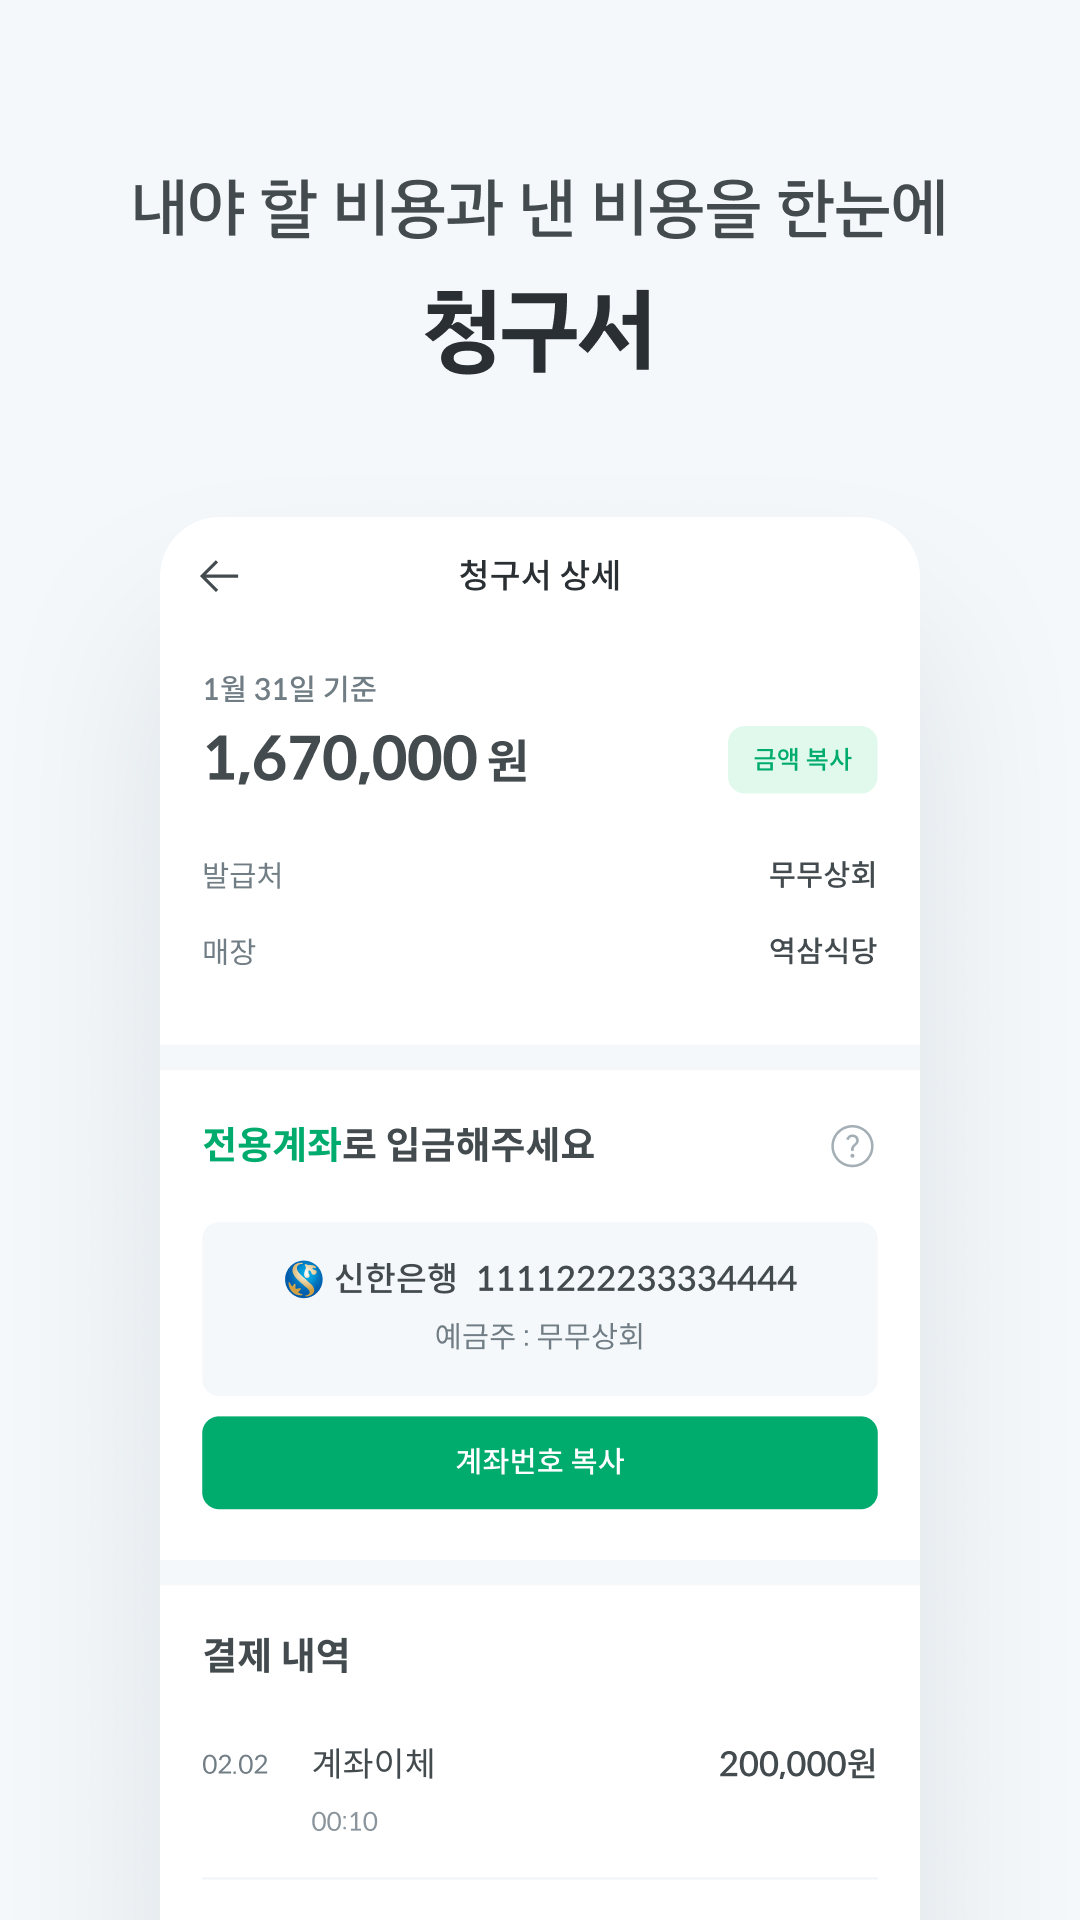 내야 할 비용과 낸 비용을 한눈에
청구서
청구서 상세
1월 31일 기준
1,670,000 원
금액 복사
발급처 무무상회
매장 역삼식당
전용계좌로 입금해주세요 ?
신한은행 1111222233334444
예금주 : 무무상회
계좌번호 복사
결제 내역
02.02 계좌이체 200,000원
00:10